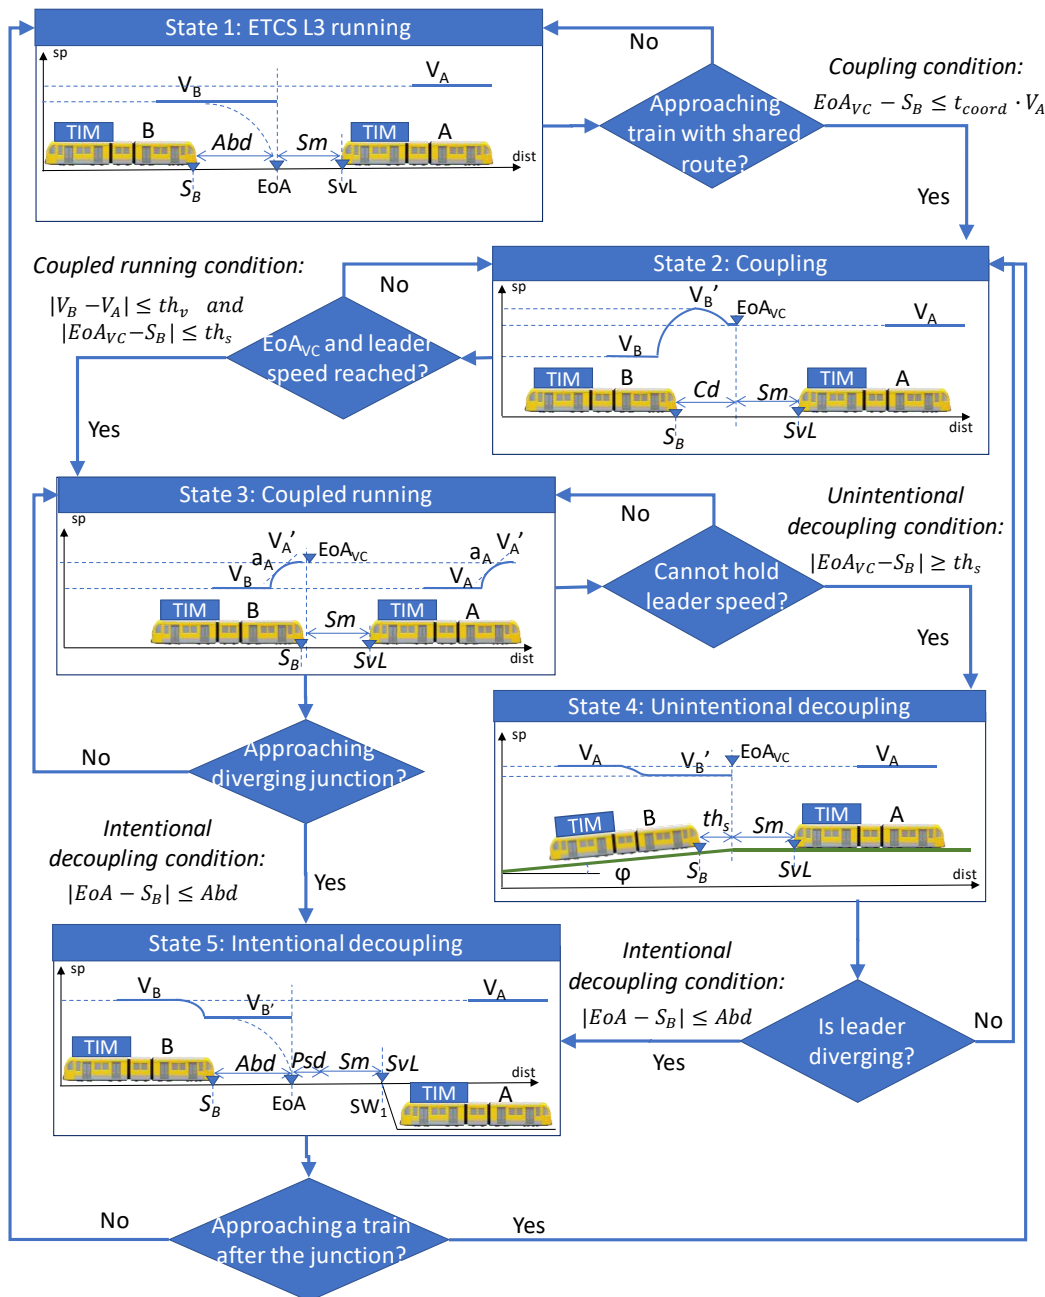 State 1: ETCS L3 running
sp
V_B
V_A
TIM
B
Abd
Sm
TIM
A
dist
S_B
EoA
SvL
No
Approaching
train with shared
route?
Coupling condition:
EoA_VC − S_B ≤ t_coord · V_A
Yes
State 2: Coupling
sp
V_B'
EoA_VC
V_A
V_B
TIM
B
Cd
Sm
TIM
A
S_B
SvL
dist
Coupled running condition:
|V_B −V_A| ≤ th_v and
|EoA_VC−S_B| ≤ th_s
No
EoA_VC and leader
speed reached?
Yes
State 3: Coupled running
sp
V_A'
a_A
EoA_VC
V_B
a_A
V_A'
V_A
TIM
B
Sm
TIM
A
S_B
SvL
dist
No
Cannot hold
leader speed?
Unintentional
decoupling condition:
|EoA_VC−S_B| ≥ th_s
Yes
State 4: Unintentional decoupling
sp
V_A
V_B'
EoA_VC
V_A
TIM
B
th_s
Sm
TIM
A
S_B
SvL
φ
dist
No
Approaching
diverging junction?
Intentional
decoupling condition:
|EoA − S_B| ≤ Abd
Yes
State 5: Intentional decoupling
sp
V_B
V_B'
V_A
TIM
B
Abd
Psd
Sm
SvL
dist
S_B
EoA
SW_1
TIM
A
Intentional
decoupling condition:
|EoA − S_B| ≤ Abd
Yes
Is leader
diverging?
No
No
Approaching a train
after the junction?
Yes